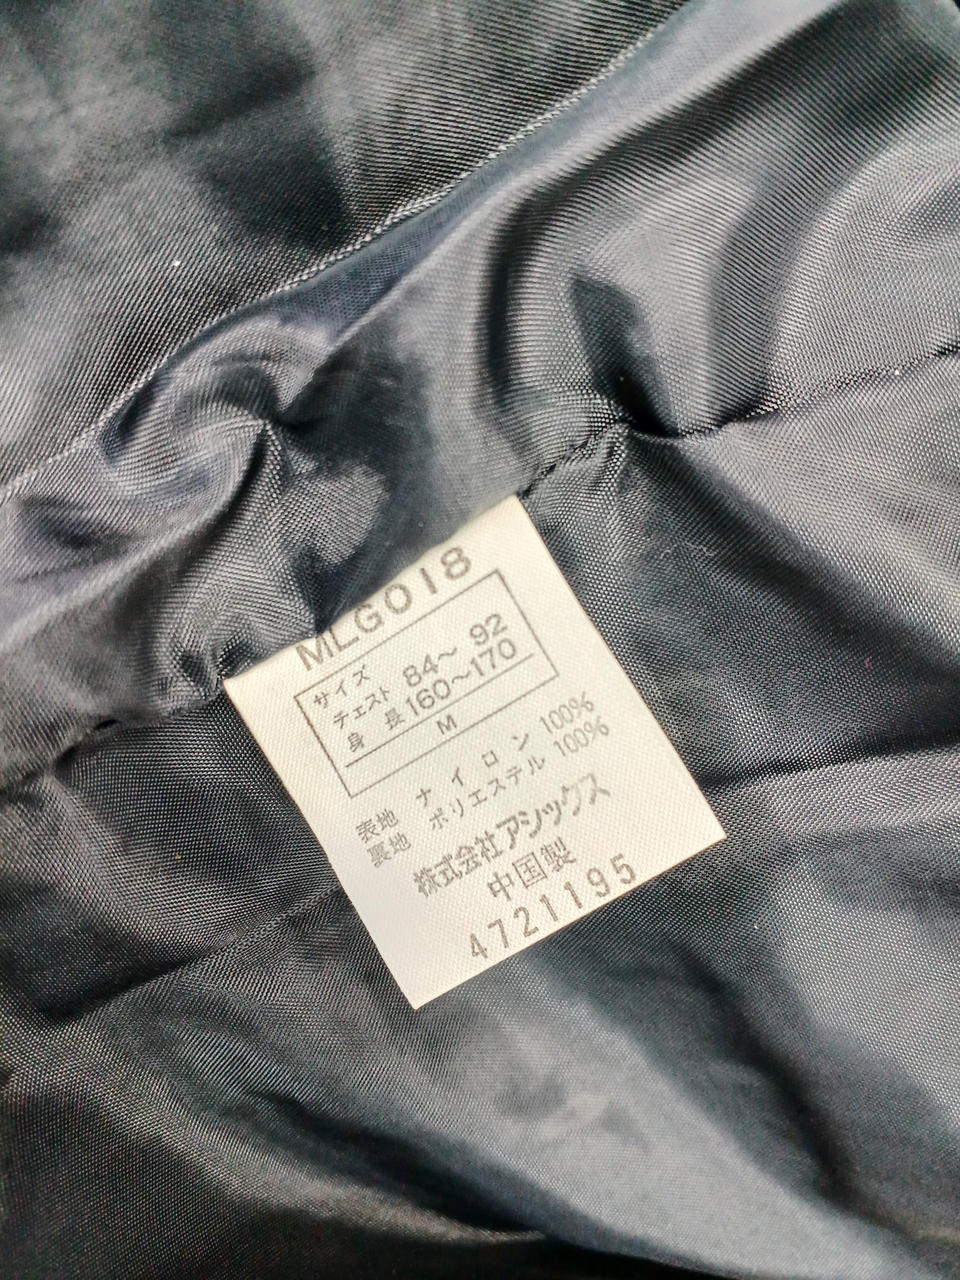 MLG018
サイズ
チェスト 84～ 92
身 長 160～170
M
表地 ナイロン 100%
裏地 ポリエステル 100%
株式会社アシックス
中国製
4721195